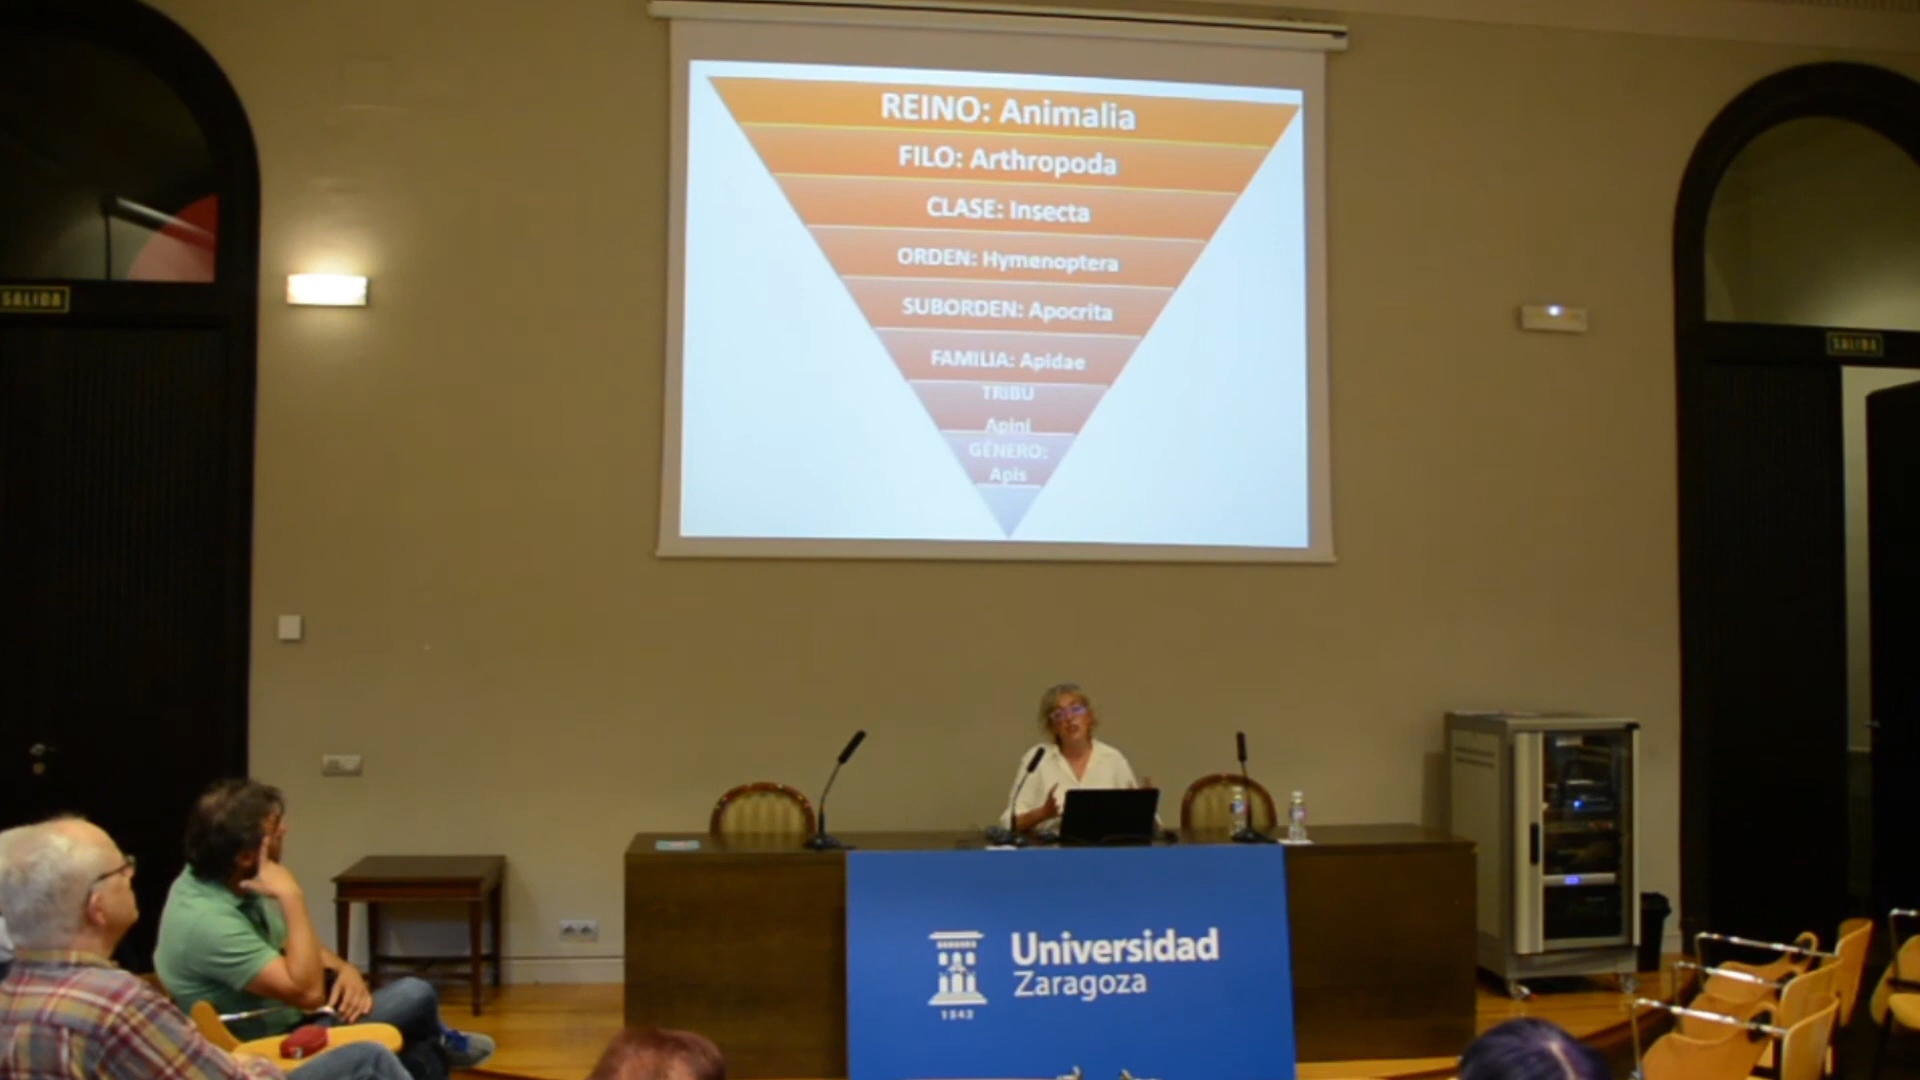 REINO: Animalia
FILO: Arthropoda
CLASE: Insecta
ORDEN: Hymenoptera
SUBORDEN: Apocrita
FAMILIA: Apidae
TRIBU
Apini
GÉNERO:
Apis
SALIDA
SALIDA
Universidad
Zaragoza
1542